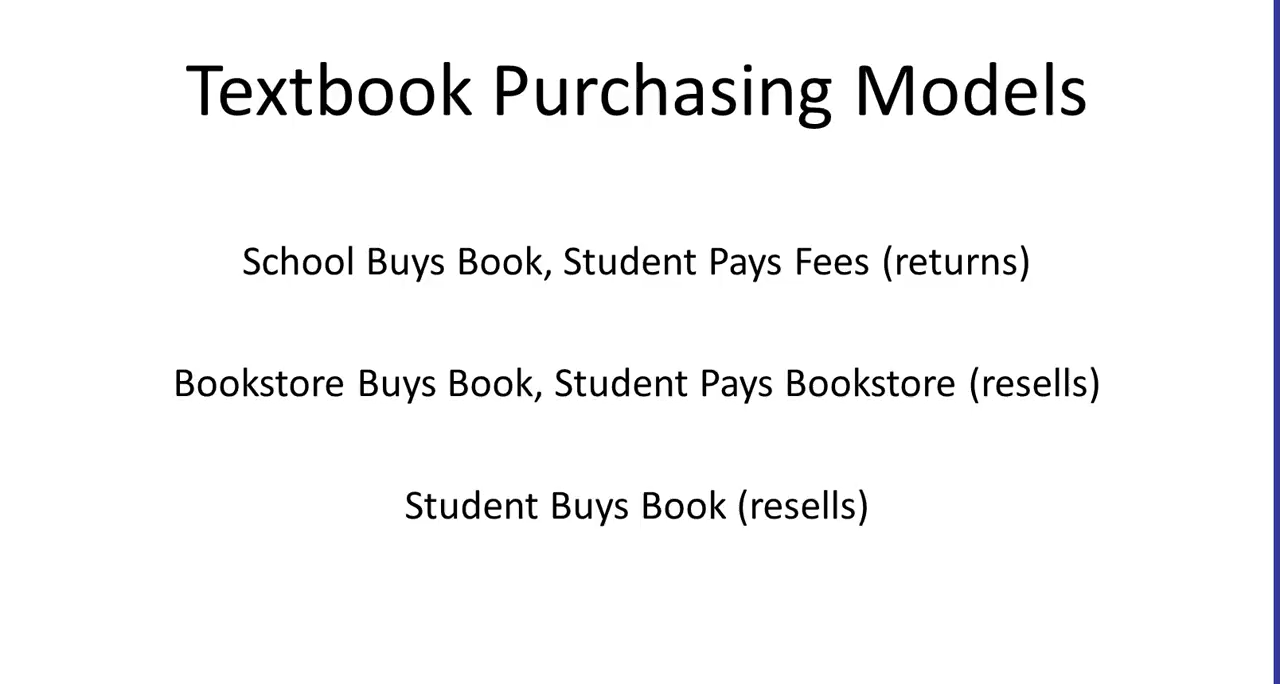 Textbook Purchasing Models
School Buys Book, Student Pays Fees (returns)
Bookstore Buys Book, Student Pays Bookstore (resells)
Student Buys Book (resells)